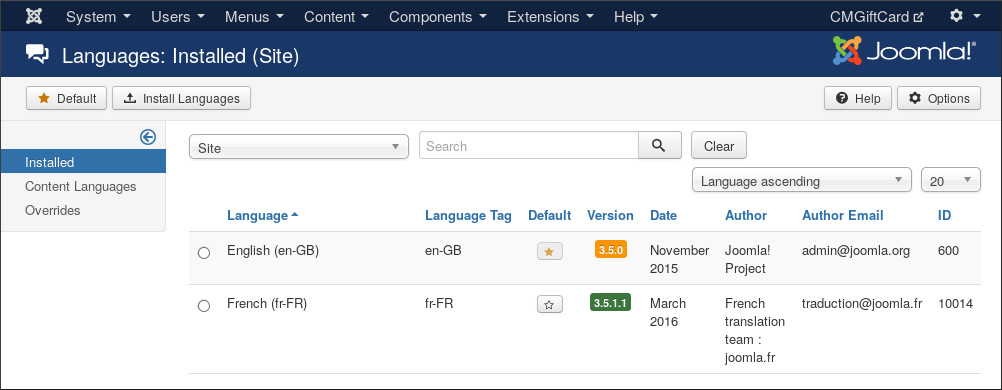 System Users Menus Content Components Extensions Help CMGiftCard
Languages: Installed (Site) Joomla!®
Default Install Languages Help Options
Installed
Content Languages
Overrides
Site Search Clear
Language ascending 20
Language Language Tag Default Version Date Author Author Email ID
English (en-GB) en-GB 3.5.0 November Joomla! admin@joomla.org 600
2015 Project
French (fr-FR) fr-FR 3.5.1.1 March French traduction@joomla.fr 10014
2016 translation
team :
joomla.fr